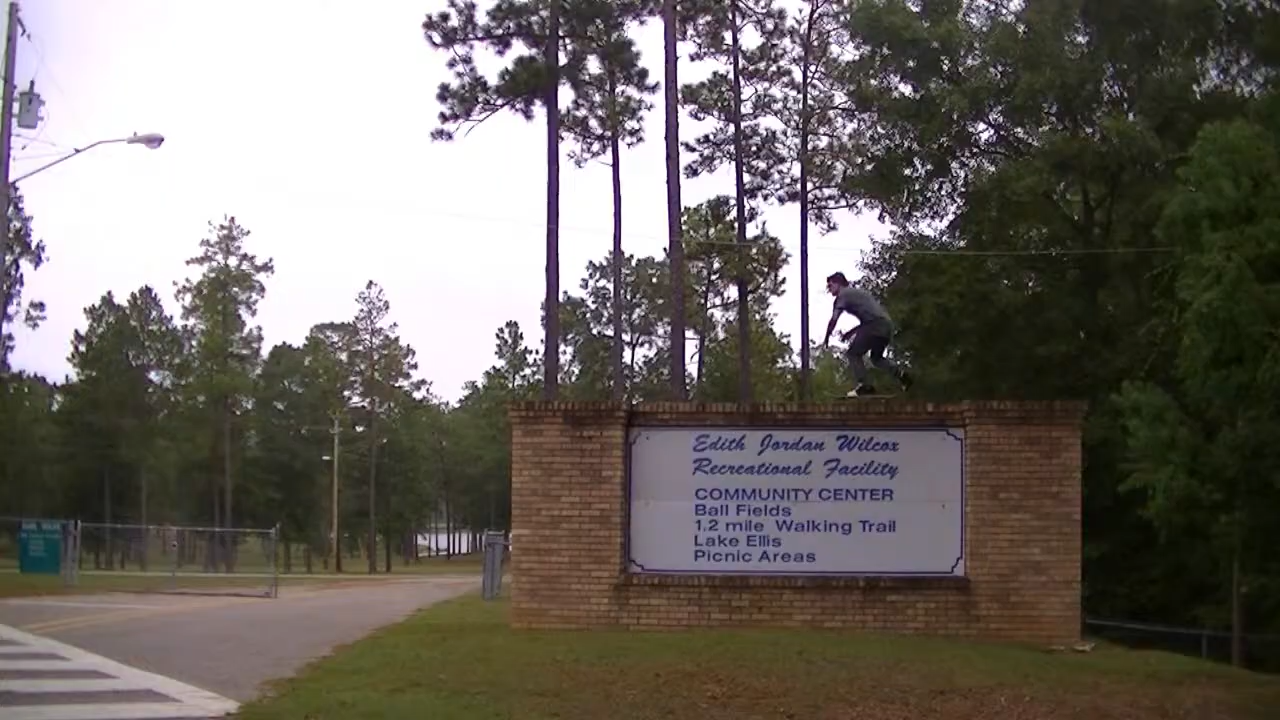 Edith Jordan Wilcox
Recreational Facility
COMMUNITY CENTER
Ball Fields
1.2 mile Walking Trail
Lake Ellis
Picnic Areas